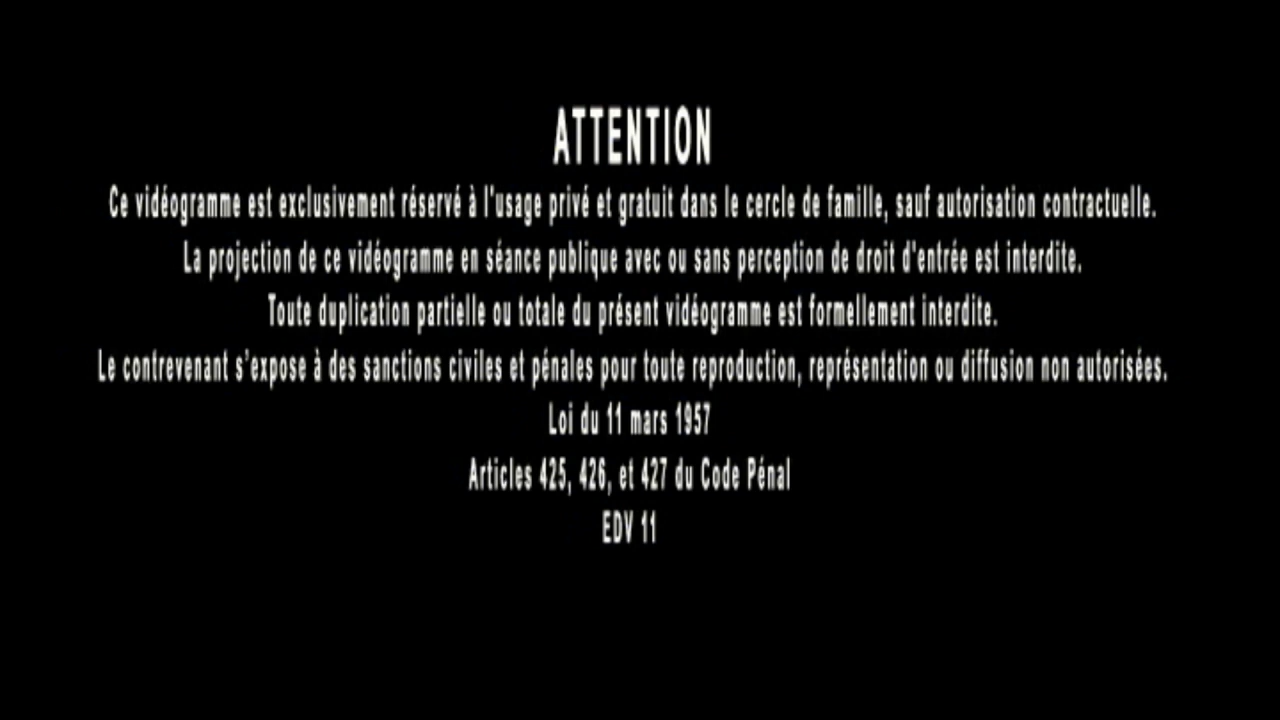 ATTENTION
Ce vidéogramme est exclusivement réservé à l'usage privé et gratuit dans le cercle de famille, sauf autorisation contractuelle.
La projection de ce vidéogramme en séance publique avec ou sans perception de droit d'entrée est interdite.
Toute duplication partielle ou totale du présent vidéogramme est formellement interdite.
Le contrevenant s'expose à des sanctions civiles et pénales pour toute reproduction, représentation ou diffusion non autorisées.
Loi du 11 mars 1957
Articles 425, 426, et 427 du Code Pénal
EDV 11